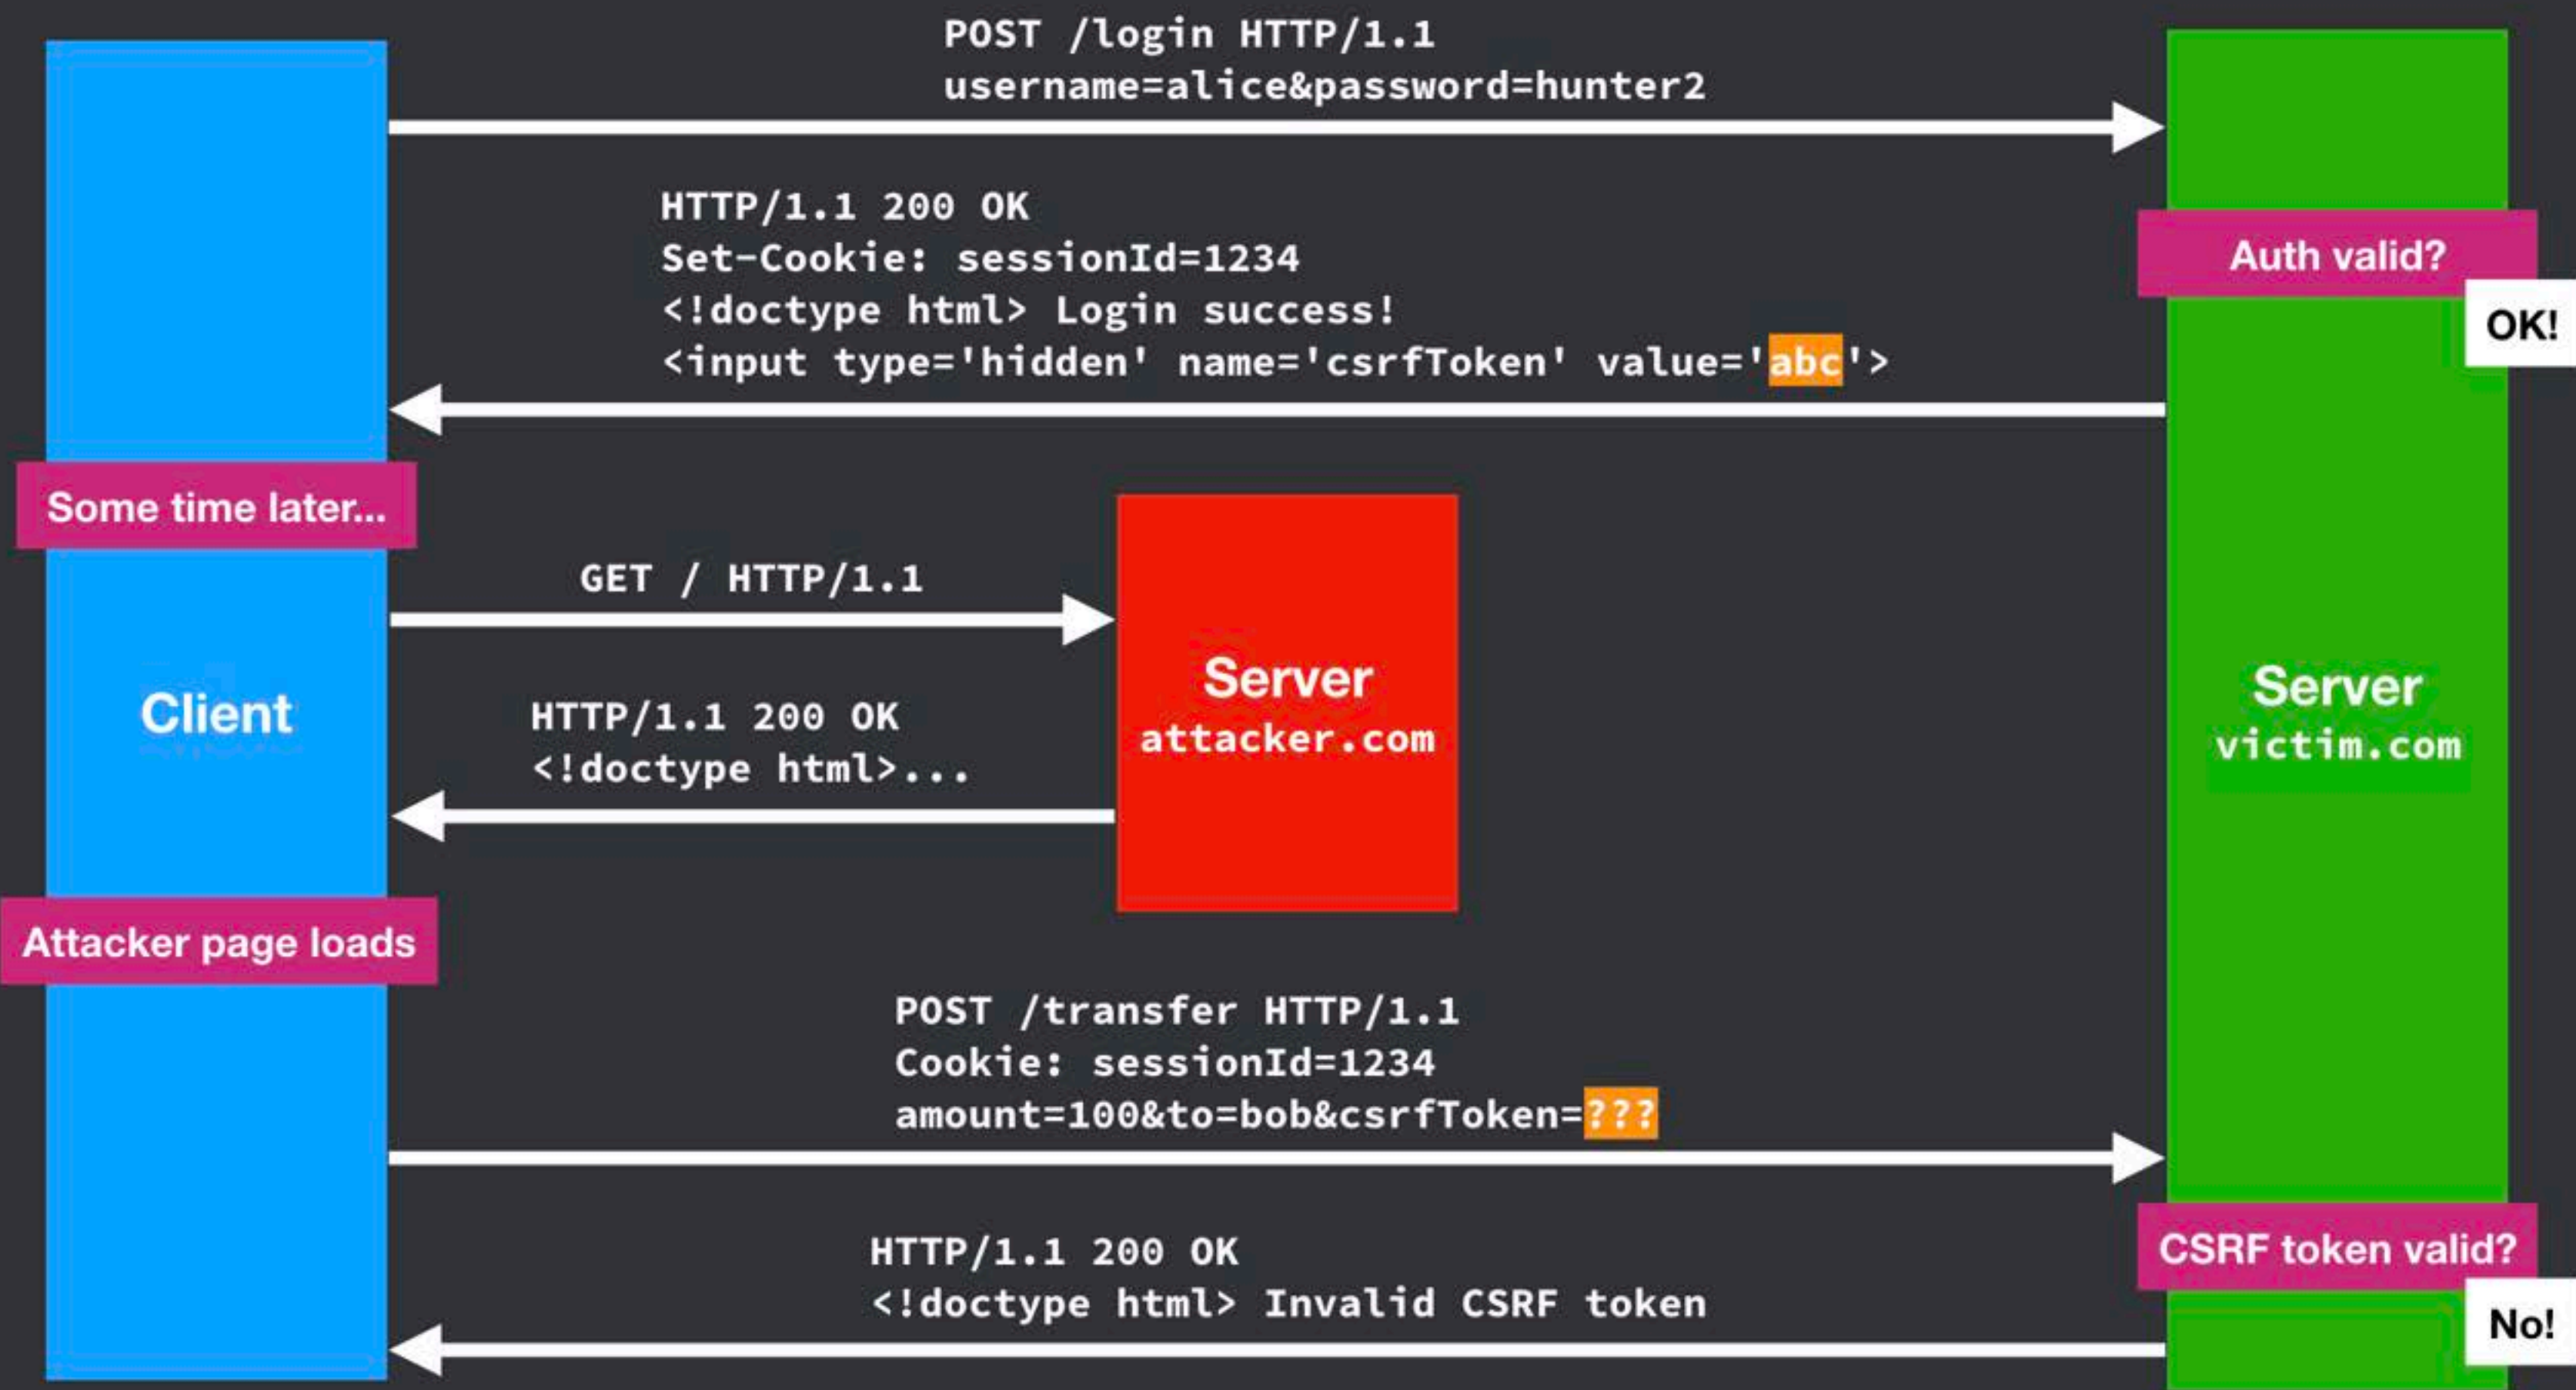 POST /login HTTP/1.1
username=alice&password=hunter2
HTTP/1.1 200 OK
Set-Cookie: sessionId=1234
<!doctype html> Login success!
<input type='hidden' name='csrfToken' value='abc'>
Auth valid?
OK!
Some time later...
GET / HTTP/1.1
HTTP/1.1 200 OK
<!doctype html>...
Client
Server
attacker.com
Server
victim.com
Attacker page loads
POST /transfer HTTP/1.1
Cookie: sessionId=1234
amount=100&to=bob&csrfToken=???
CSRF token valid?
No!
HTTP/1.1 200 OK
<!doctype html> Invalid CSRF token